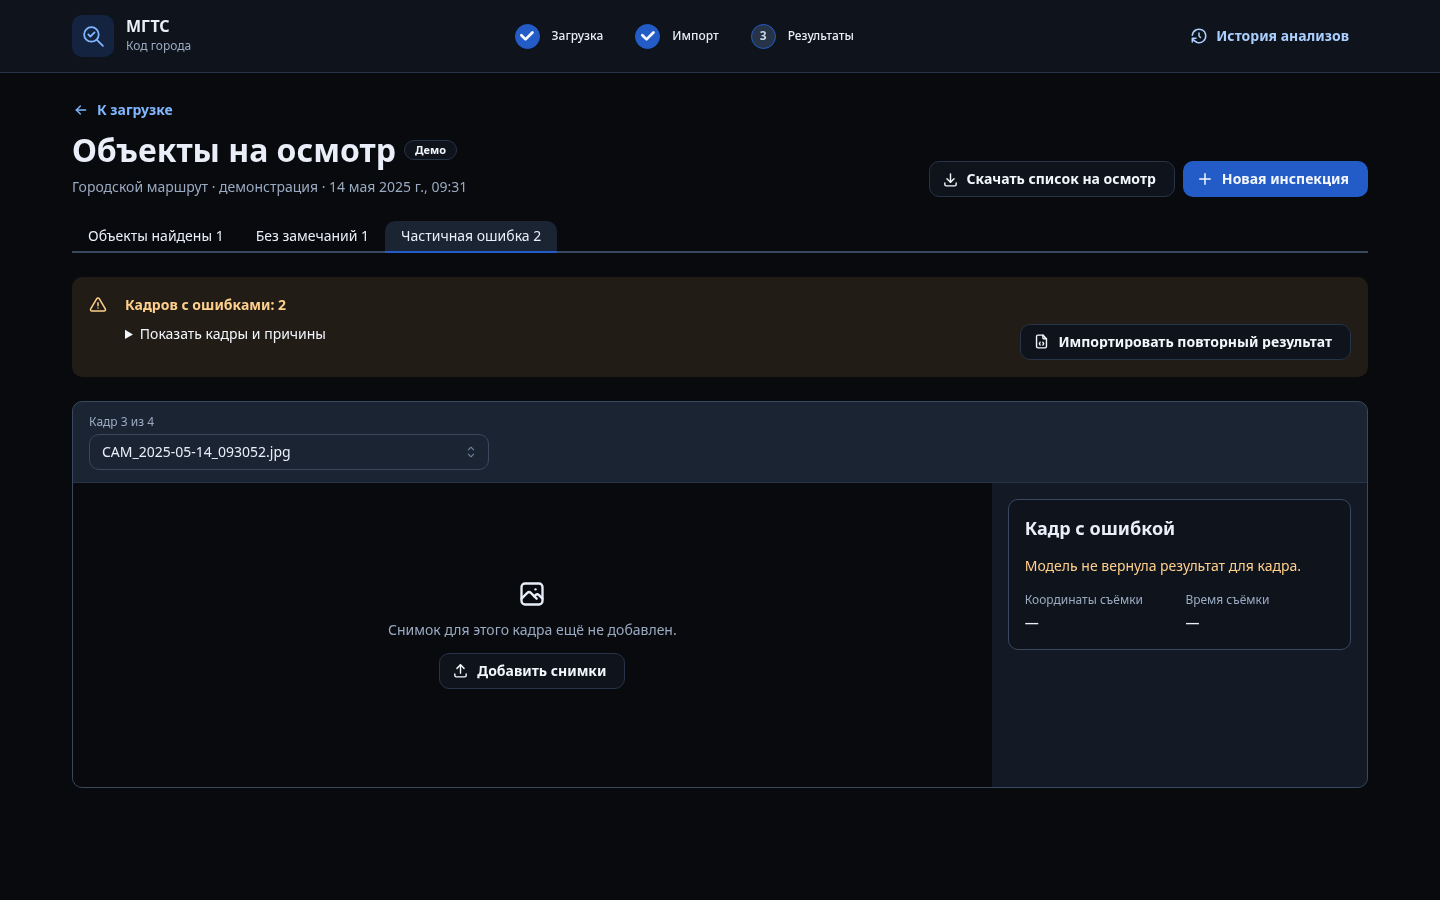 МГТС
Код города
Загрузка
Импорт
3 Результаты
История анализов
К загрузке
Объекты на осмотр Демо
Городской маршрут · демонстрация · 14 мая 2025 г., 09:31
Скачать список на осмотр
Новая инспекция
Объекты найдены 1
Без замечаний 1
Частичная ошибка 2
Кадров с ошибками: 2
Показать кадры и причины
Импортировать повторный результат
Кадр 3 из 4
CAM_2025-05-14_093052.jpg
Снимок для этого кадра ещё не добавлен.
Добавить снимки
Кадр с ошибкой
Модель не вернула результат для кадра.
Координаты съёмки
—
Время съёмки
—